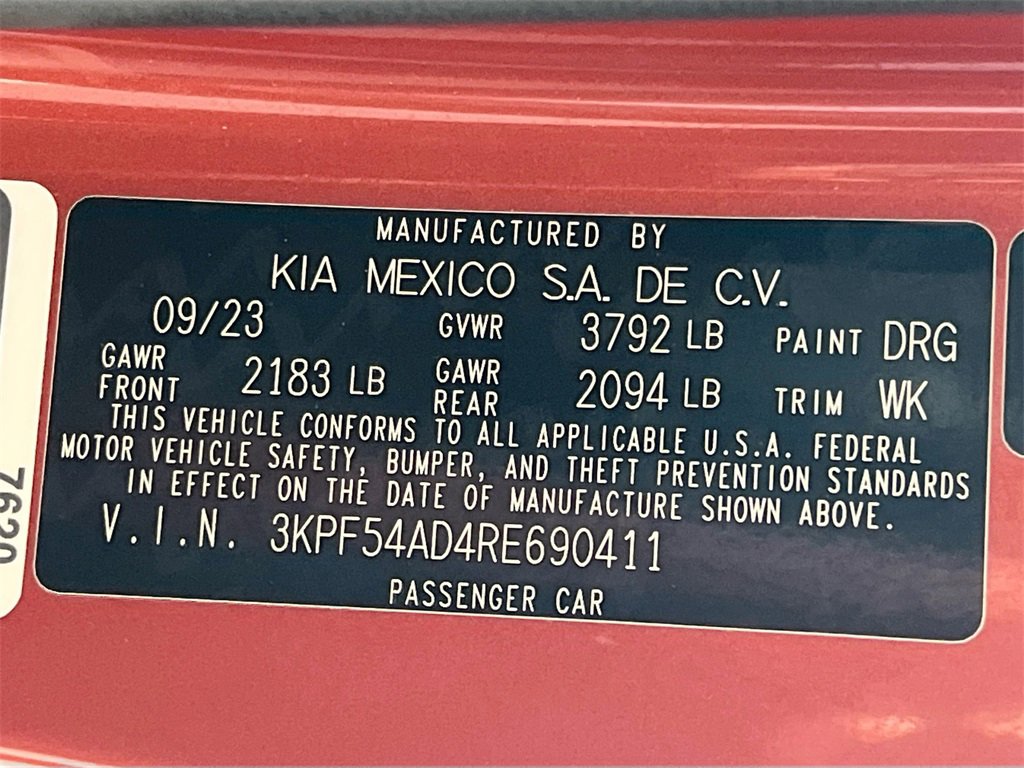 MANUFACTURED BY
KIA MEXICO S.A. DE C.V.
09/23 GVWR 3792 LB PAINT DRG
GAWR FRONT 2183 LB GAWR REAR 2094 LB TRIM WK
THIS VEHICLE CONFORMS TO ALL APPLICABLE U.S.A. FEDERAL
MOTOR VEHICLE SAFETY, BUMPER, AND THEFT PREVENTION STANDARDS
IN EFFECT ON THE DATE OF MANUFACTURE SHOWN ABOVE.
V.I.N. 3KPF54AD4RE690411
PASSENGER CAR